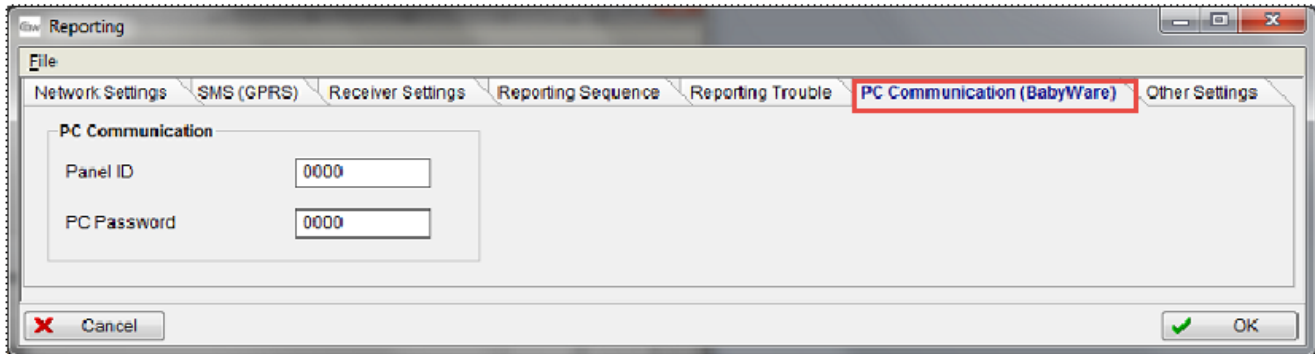 Reporting
File
Network Settings SMS (GPRS) Receiver Settings Reporting Sequence Reporting Trouble PC Communication (BabyWare) Other Settings
PC Communication
Panel ID 0000
PC Password 0000
Cancel OK